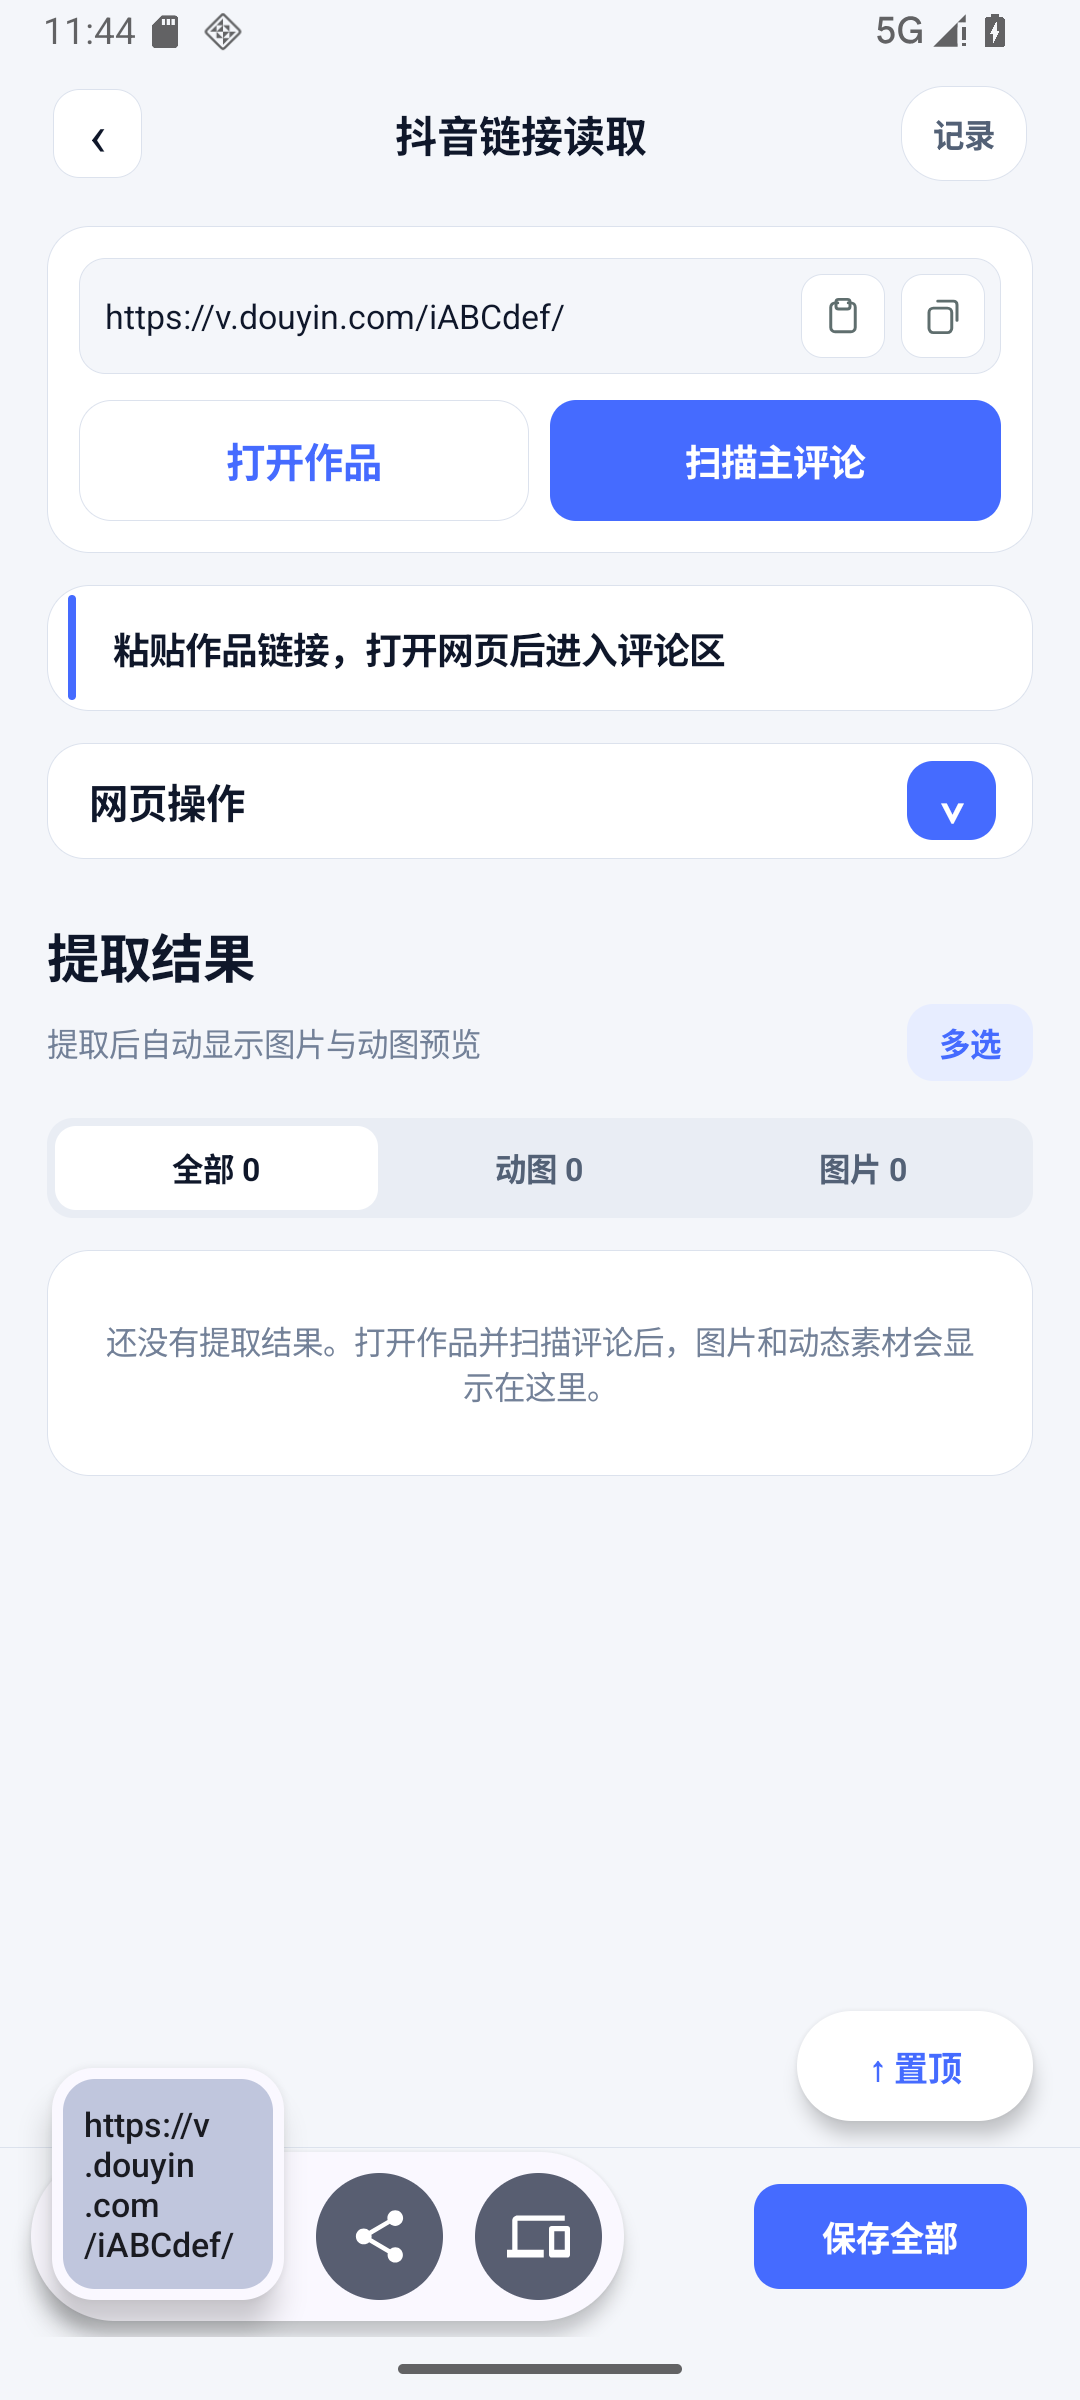 11:44
5G
抖音链接读取
记录
https://v.douyin.com/iABCdef/
打开作品
扫描主评论
粘贴作品链接，打开网页后进入评论区
网页操作
提取结果
提取后自动显示图片与动图预览
多选
全部 0
动图 0
图片 0
还没有提取结果。打开作品并扫描评论后，图片和动态素材会显
示在这里。
↑ 置顶
https://v
.douyin
.com
/iABCdef/
保存全部